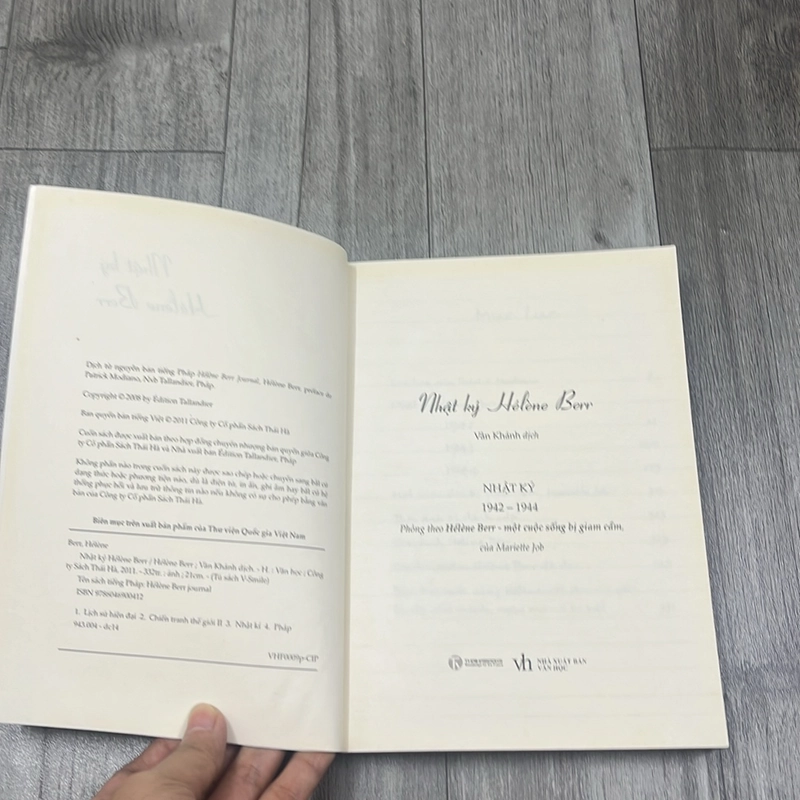 Dịch từ nguyên bản tiếng Pháp Hélène Berr Journal, Hélène Berr, préface de
Patrick Modiano, Nxb Tallandier, Pháp.
Copyright © 2008 by Édition Tallandier
Bản quyền bản tiếng Việt © 2011 Công ty Cổ phần Sách Thái Hà
Cuốn sách được xuất bản theo hợp đồng chuyển nhượng bản quyền giữa Công
ty Cổ phần Sách Thái Hà và Nhà xuất bản Édition Tallandier, Pháp.
Không phần nào trong cuốn sách này được sao chép hoặc chuyển sang bất cứ
dạng thức hoặc phương tiện nào, dù là điện tử, in ấn, ghi âm hay bất cứ hệ
thống phục hồi và lưu trữ thông tin nào nếu không có sự cho phép bằng văn
bản của Công ty Cổ phần Sách Thái Hà.
Biên mục trên xuất bản phẩm của Thư viện Quốc gia Việt Nam
Berr, Hélène
Nhật ký Hélène Berr / Hélène Berr ; Vân Khánh dịch. - H. : Văn học ; Công
ty Sách Thái Hà, 2011. - 332tr. : ảnh ; 21cm. - (Tủ sách V-Smile)
Tên sách tiếng Pháp: Hélène Berr journal
ISBN 9786046900412
1. Lịch sử hiện đại 2. Chiến tranh thế giới II 3. Nhật kí 4. Pháp
943.004 - dc14
VHF0009p-CIP
Nhật ký Hélène Berr
Vân Khánh dịch
NHẬT KÝ
1942 – 1944
Phỏng theo Hélène Berr - một cuộc sống bị giam cầm,
của Mariette Job
vh NHÀ XUẤT BẢN
VĂN HỌC